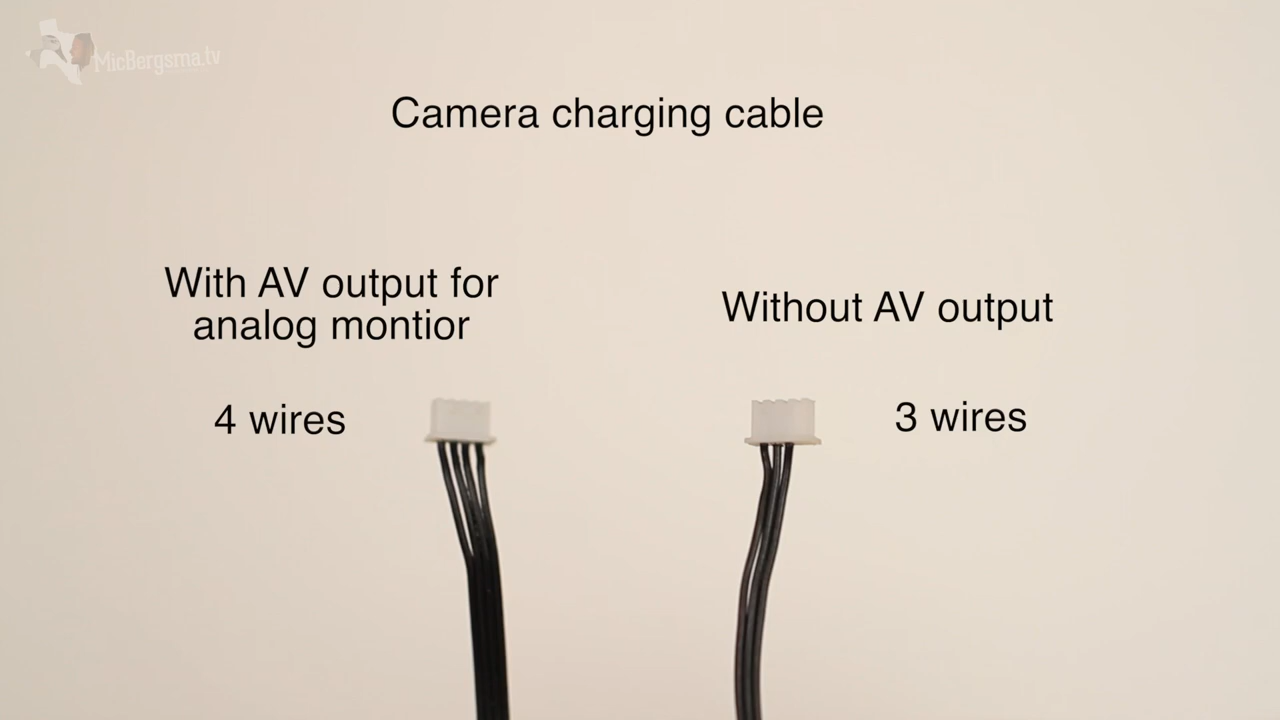 MicBergsma.tv
Camera charging cable
With AV output for
analog montior
Without AV output
4 wires
3 wires